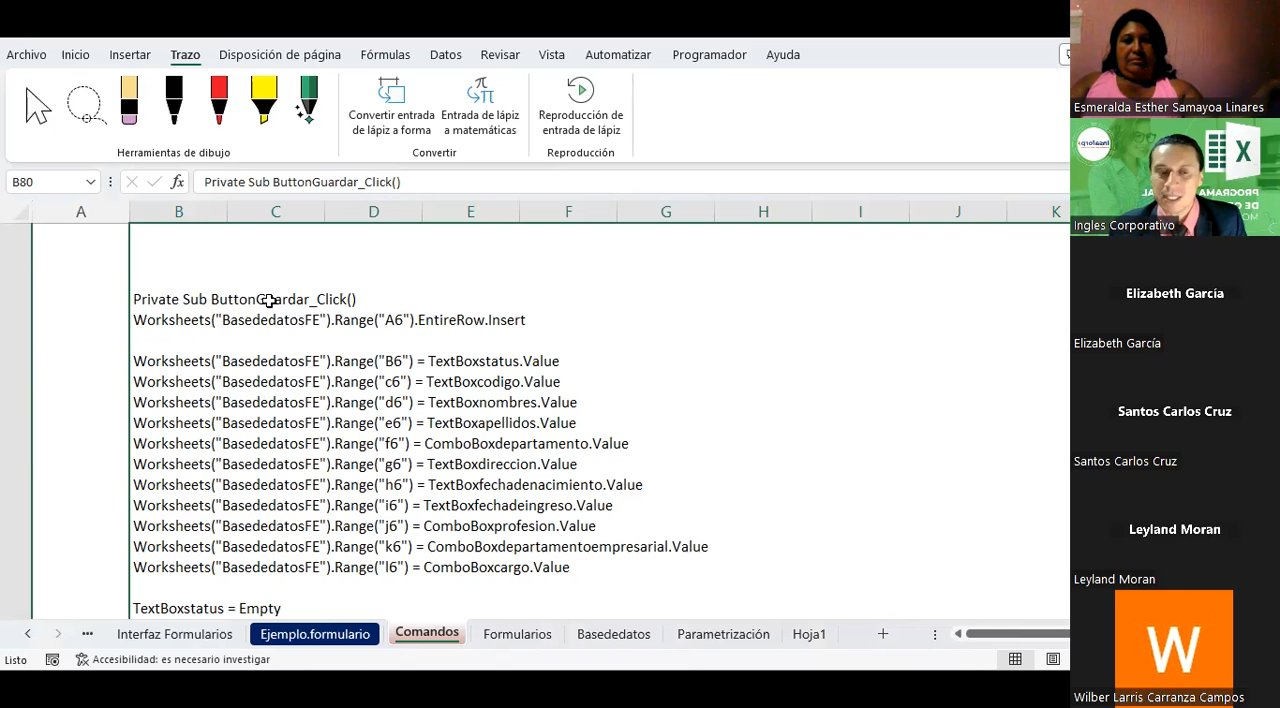 Archivo Inicio Insertar Trazo Disposición de página Fórmulas Datos Revisar Vista Automatizar Programador Ayuda
Convertir entrada de lápiz a forma
Entrada de lápiz a matemáticas
Reproducción de entrada de lápiz
Herramientas de dibujo Convertir Reproducción
B80 fx Private Sub ButtonGuardar_Click()
A B C D E F G H I J K
Private Sub ButtonGuardar_Click()
Worksheets("BasededatosFE").Range("A6").EntireRow.Insert
Worksheets("BasededatosFE").Range("B6") = TextBoxstatus.Value
Worksheets("BasededatosFE").Range("c6") = TextBoxcodigo.Value
Worksheets("BasededatosFE").Range("d6") = TextBoxnombres.Value
Worksheets("BasededatosFE").Range("e6") = TextBoxapellidos.Value
Worksheets("BasededatosFE").Range("f6") = ComboBoxdepartamento.Value
Worksheets("BasededatosFE").Range("g6") = TextBoxdireccion.Value
Worksheets("BasededatosFE").Range("h6") = TextBoxfechadenacimiento.Value
Worksheets("BasededatosFE").Range("i6") = TextBoxfechadeingreso.Value
Worksheets("BasededatosFE").Range("j6") = ComboBoxprofesion.Value
Worksheets("BasededatosFE").Range("k6") = ComboBoxdepartamentoempresarial.Value
Worksheets("BasededatosFE").Range("l6") = ComboBoxcargo.Value
TextBoxstatus = Empty
Interfaz Formularios Ejemplo.formulario Comandos Formularios Basededatos Parametrización Hoja1
Listo Accesibilidad: es necesario investigar
Esmeralda Esther Samayoa Linares
X
Ingles Corporativo
Elizabeth García
Elizabeth García
Santos Carlos Cruz
Santos Carlos Cruz
Leyland Moran
Leyland Moran
W
Wilber Larris Carranza Campos